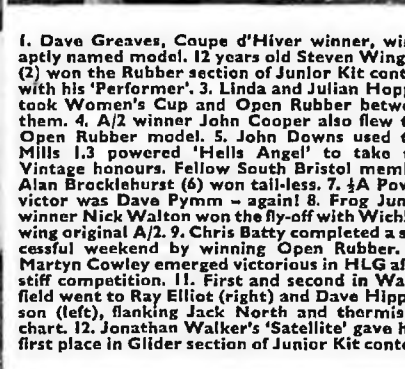 1. Dave Greaves, Coupe d'Hiver winner, wi
aptly named model. 12 years old Steven Wing
(2) won the Rubber section of Junior Kit cont
with his 'Performer'. 3. Linda and Julian Hop
took Women's Cup and Open Rubber betwe
them. 4. A/2 winner John Cooper also flew t
Open Rubber model. 5. John Downs used t
Mills 1.3 powered 'Hells Angel' to take
Vintage honours. Fellow South Bristol mem
Alan Brocklehurst (6) won tail-less. 7. ½A Pov
victor was Dave Pymm – again! 8. Frog Jun
winner Nick Walton won the fly-off with Wich
wing original A/2. 9. Chris Batty completed a s
cessful weekend by winning Open Rubber.
Martyn Cowley emerged victorious in HLG af
stiff competition. 11. First and second in Wa
field went to Ray Elliot (right) and Dave Hipp
son (left), flanking Jack North and thermis
chart. 12. Jonathan Walker's 'Satellite' gave h
first place in Glider section of Junior Kit conte